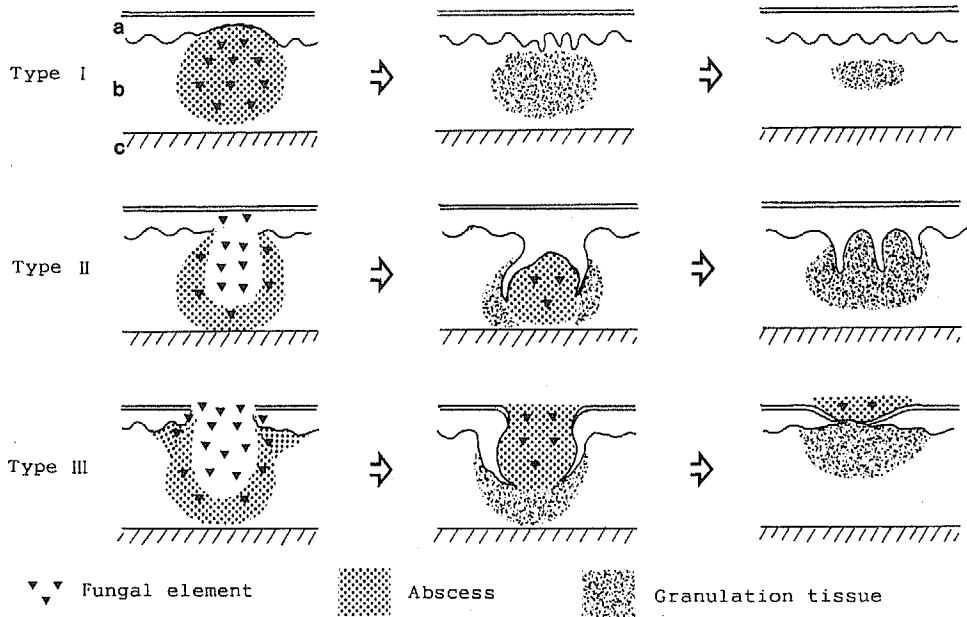 a
Type I
b
c
Type II
Type III
Fungal element
Abscess
Granulation tissue